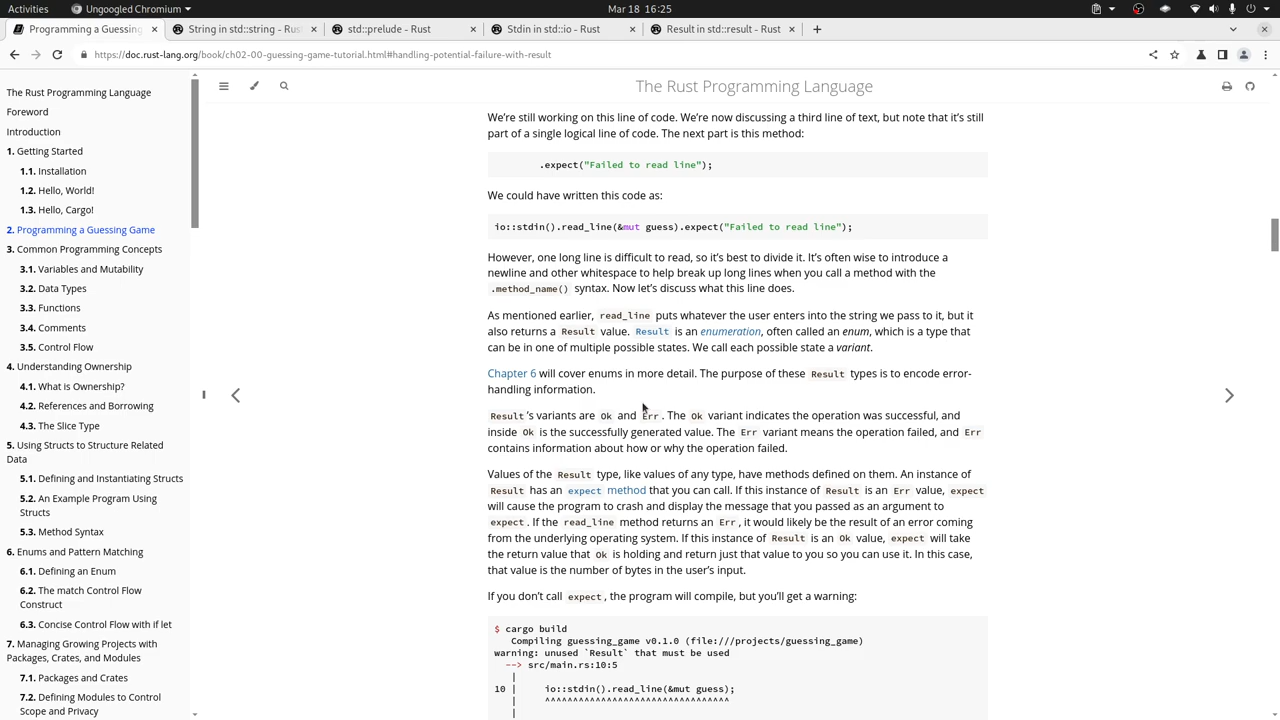 Activities
Ungoogled Chromium
Mar 18 16:25
Programming a Guessing
String in std::string - Rust
std::prelude - Rust
Stdin in std::io - Rust
Result in std::result - Rust
https://doc.rust-lang.org/book/ch02-00-guessing-game-tutorial.html#handling-potential-failure-with-result
The Rust Programming Language
Foreword
Introduction
1. Getting Started
1.1. Installation
1.2. Hello, World!
1.3. Hello, Cargo!
2. Programming a Guessing Game
3. Common Programming Concepts
3.1. Variables and Mutability
3.2. Data Types
3.3. Functions
3.4. Comments
3.5. Control Flow
4. Understanding Ownership
4.1. What is Ownership?
4.2. References and Borrowing
4.3. The Slice Type
5. Using Structs to Structure Related
Data
5.1. Defining and Instantiating Structs
5.2. An Example Program Using
Structs
5.3. Method Syntax
6. Enums and Pattern Matching
6.1. Defining an Enum
6.2. The match Control Flow
Construct
6.3. Concise Control Flow with if let
7. Managing Growing Projects with
Packages, Crates, and Modules
7.1. Packages and Crates
7.2. Defining Modules to Control
Scope and Privacy
The Rust Programming Language
We’re still working on this line of code. We’re now discussing a third line of text, but note that it’s still
part of a single logical line of code. The next part is this method:
.expect("Failed to read line");
We could have written this code as:
io::stdin().read_line(&mut guess).expect("Failed to read line");
However, one long line is difficult to read, so it’s best to divide it. It’s often wise to introduce a
newline and other whitespace to help break up long lines when you call a method with the
.method_name() syntax. Now let’s discuss what this line does.
As mentioned earlier, read_line puts whatever the user enters into the string we pass to it, but it
also returns a Result value. Result is an enumeration, often called an enum, which is a type that
can be in one of multiple possible states. We call each possible state a variant.
Chapter 6 will cover enums in more detail. The purpose of these Result types is to encode error-
handling information.
Result’s variants are Ok and Err. The Ok variant indicates the operation was successful, and
inside Ok is the successfully generated value. The Err variant means the operation failed, and Err
contains information about how or why the operation failed.
Values of the Result type, like values of any type, have methods defined on them. An instance of
Result has an expect method that you can call. If this instance of Result is an Err value, expect
will cause the program to crash and display the message that you passed as an argument to
expect. If the read_line method returns an Err, it would likely be the result of an error coming
from the underlying operating system. If this instance of Result is an Ok value, expect will take
the return value that Ok is holding and return just that value to you so you can use it. In this case,
that value is the number of bytes in the user’s input.
If you don’t call expect, the program will compile, but you’ll get a warning:
$ cargo build
Compiling guessing_game v0.1.0 (file:///projects/guessing_game)
warning: unused `Result` that must be used
--> src/main.rs:10:5
|
10 | io::stdin().read_line(&mut guess);
| ^^^^^^^^^^^^^^^^^^^^^^^^^^^^^^^^^
|